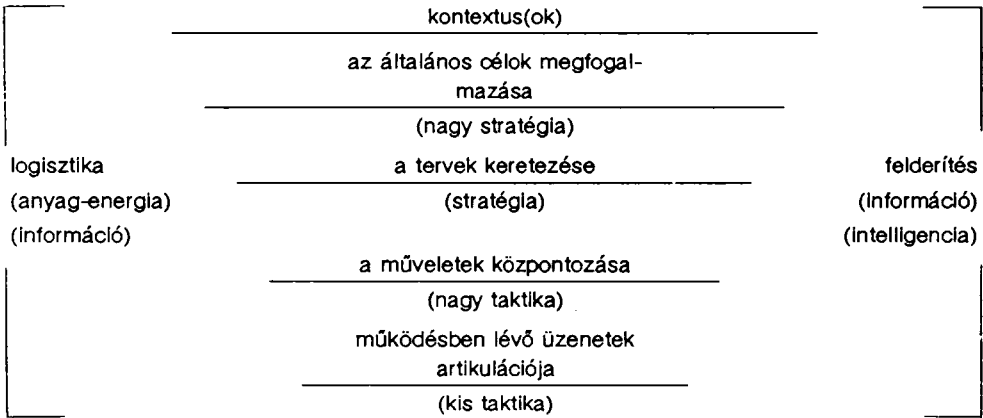 kontextus(ok)
az általános célok megfogal-
mazása
(nagy stratégia)
logisztika
(anyag-energia)
(információ)
a tervek keretezése
(stratégia)
felderítés
(információ)
(intelligencia)
a műveletek központozása
(nagy taktika)
működésben lévő üzenetek
artikulációja
(kis taktika)